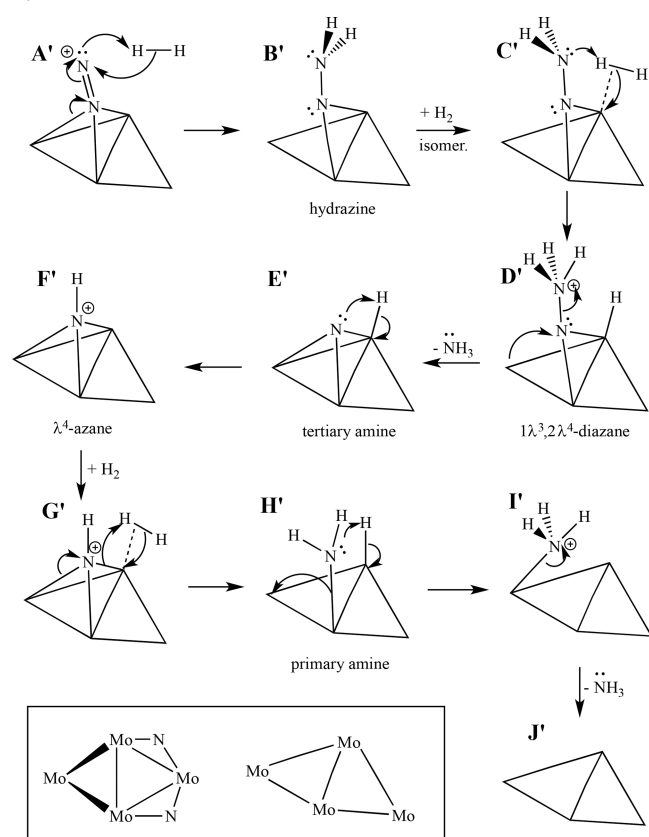 A' ⊕ N N H H
B' N H H N
hydrazine
+ H2
isomer.
C' H H N H H N
D' H H H N ⊕ N H
1λ3,2λ4-diazane
- NH3
E' N H
tertiary amine
F' H N ⊕
λ4-azane
+ H2
G' H N ⊕ H H
H' H H N H
primary amine
I' H H H N ⊕
- NH3
J'
Mo N Mo Mo Mo N
Mo Mo Mo Mo